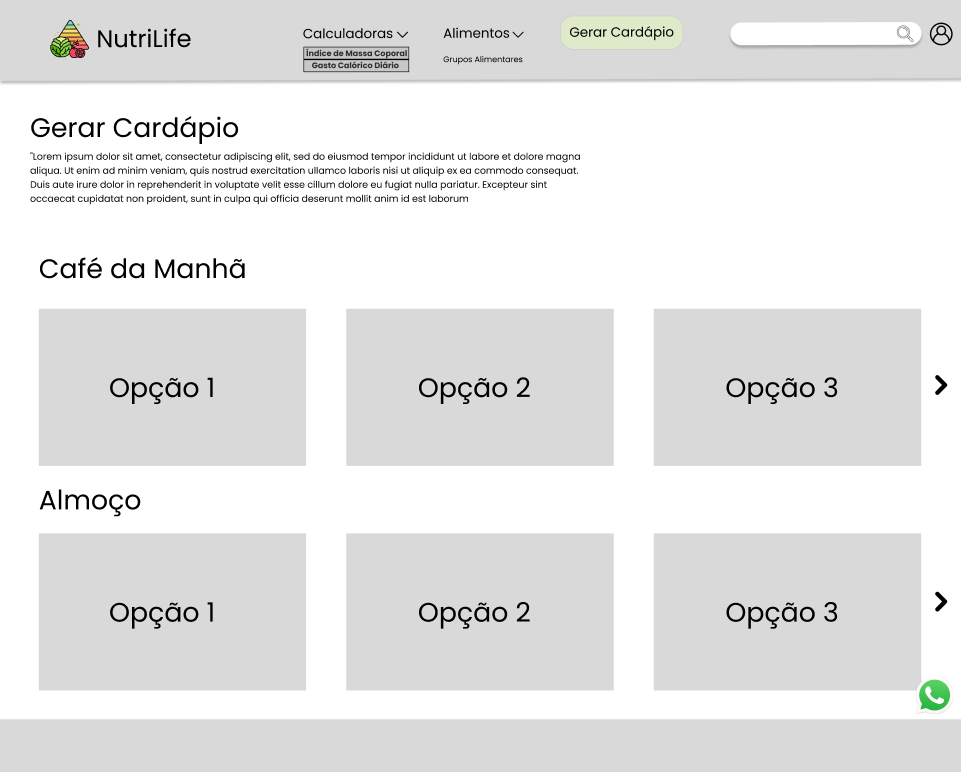 NutriLife
Calculadoras
Índice de Massa Coporal
Gasto Calórico Diário
Alimentos
Grupos Alimentares
Gerar Cardápio
Gerar Cardápio
"Lorem ipsum dolor sit amet, consectetur adipiscing elit, sed do eiusmod tempor incididunt ut labore et dolore magna
aliqua. Ut enim ad minim veniam, quis nostrud exercitation ullamco laboris nisi ut aliquip ex ea commodo consequat.
Duis aute irure dolor in reprehenderit in voluptate velit esse cillum dolore eu fugiat nulla pariatur. Excepteur sint
occaecat cupidatat non proident, sunt in culpa qui officia deserunt mollit anim id est laborum
Café da Manhã
Opção 1
Opção 2
Opção 3
Almoço
Opção 1
Opção 2
Opção 3